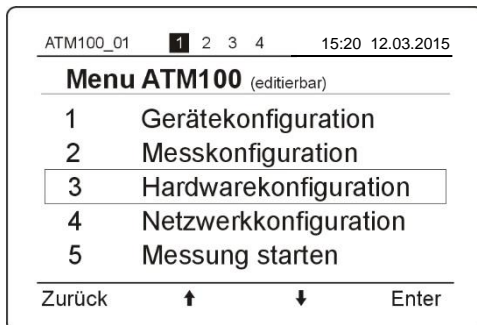 ATM100_01 1 2 3 4 15:20 12.03.2015
Menu ATM100 (editierbar)
1 Gerätekonfiguration
2 Messkonfiguration
3 Hardwarekonfiguration
4 Netzwerkkonfiguration
5 Messung starten
Zurück ↑ ↓ Enter